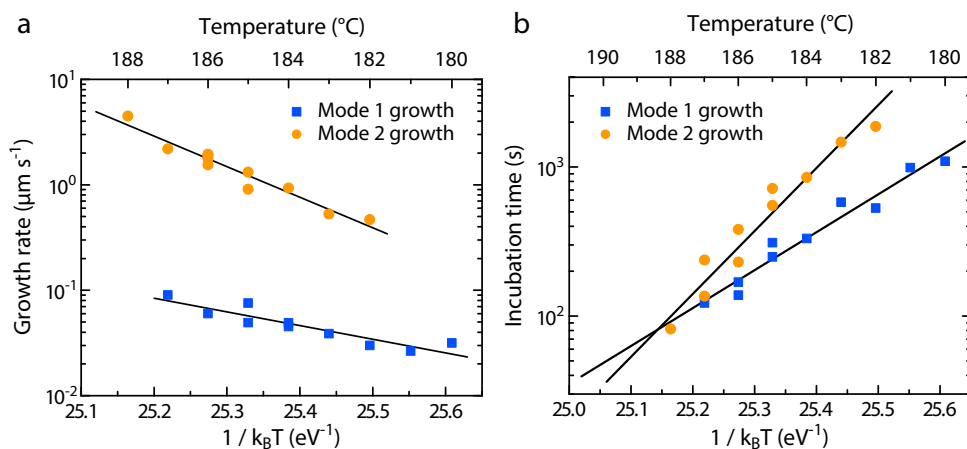 a
Temperature (°C)
188 186 184 182 180
10¹
10⁰
10⁻¹
10⁻²
Growth rate (μm s⁻¹)
Mode 1 growth
Mode 2 growth
25.1 25.2 25.3 25.4 25.5 25.6
1 / k_BT (eV⁻¹)
b
Temperature (°C)
190 188 186 184 182 180
10³
10²
Incubation time (s)
Mode 1 growth
Mode 2 growth
25.0 25.1 25.2 25.3 25.4 25.5 25.6
1 / k_BT (eV⁻¹)